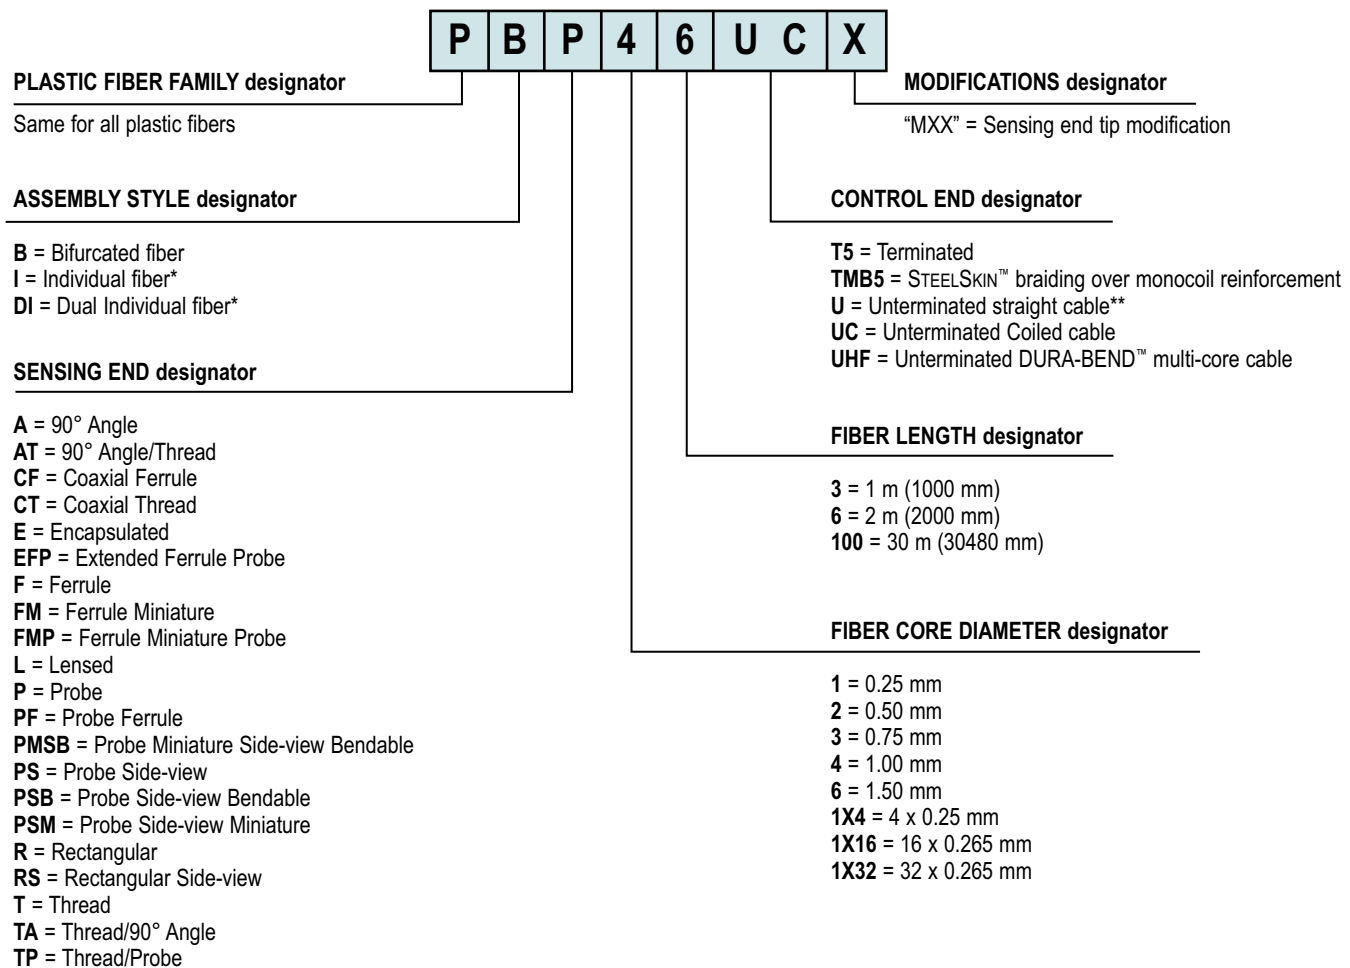 P B P 4 6 U C X
PLASTIC FIBER FAMILY designator
Same for all plastic fibers
ASSEMBLY STYLE designator
B = Bifurcated fiber
I = Individual fiber*
DI = Dual Individual fiber*
SENSING END designator
A = 90° Angle
AT = 90° Angle/Thread
CF = Coaxial Ferrule
CT = Coaxial Thread
E = Encapsulated
EFP = Extended Ferrule Probe
F = Ferrule
FM = Ferrule Miniature
FMP = Ferrule Miniature Probe
L = Lensed
P = Probe
PF = Probe Ferrule
PMSB = Probe Miniature Side-view Bendable
PS = Probe Side-view
PSB = Probe Side-view Bendable
PSM = Probe Side-view Miniature
R = Rectangular
RS = Rectangular Side-view
T = Thread
TA = Thread/90° Angle
TP = Thread/Probe
MODIFICATIONS designator
“MXX” = Sensing end tip modification
CONTROL END designator
T5 = Terminated
TMB5 = STEELSKIN™ braiding over monocoil reinforcement
U = Unterminated straight cable**
UC = Unterminated Coiled cable
UHF = Unterminated DURA-BEND™ multi-core cable
FIBER LENGTH designator
3 = 1 m (1000 mm)
6 = 2 m (2000 mm)
100 = 30 m (30480 mm)
FIBER CORE DIAMETER designator
1 = 0.25 mm
2 = 0.50 mm
3 = 0.75 mm
4 = 1.00 mm
6 = 1.50 mm
1X4 = 4 x 0.25 mm
1X16 = 16 x 0.265 mm
1X32 = 32 x 0.265 mm